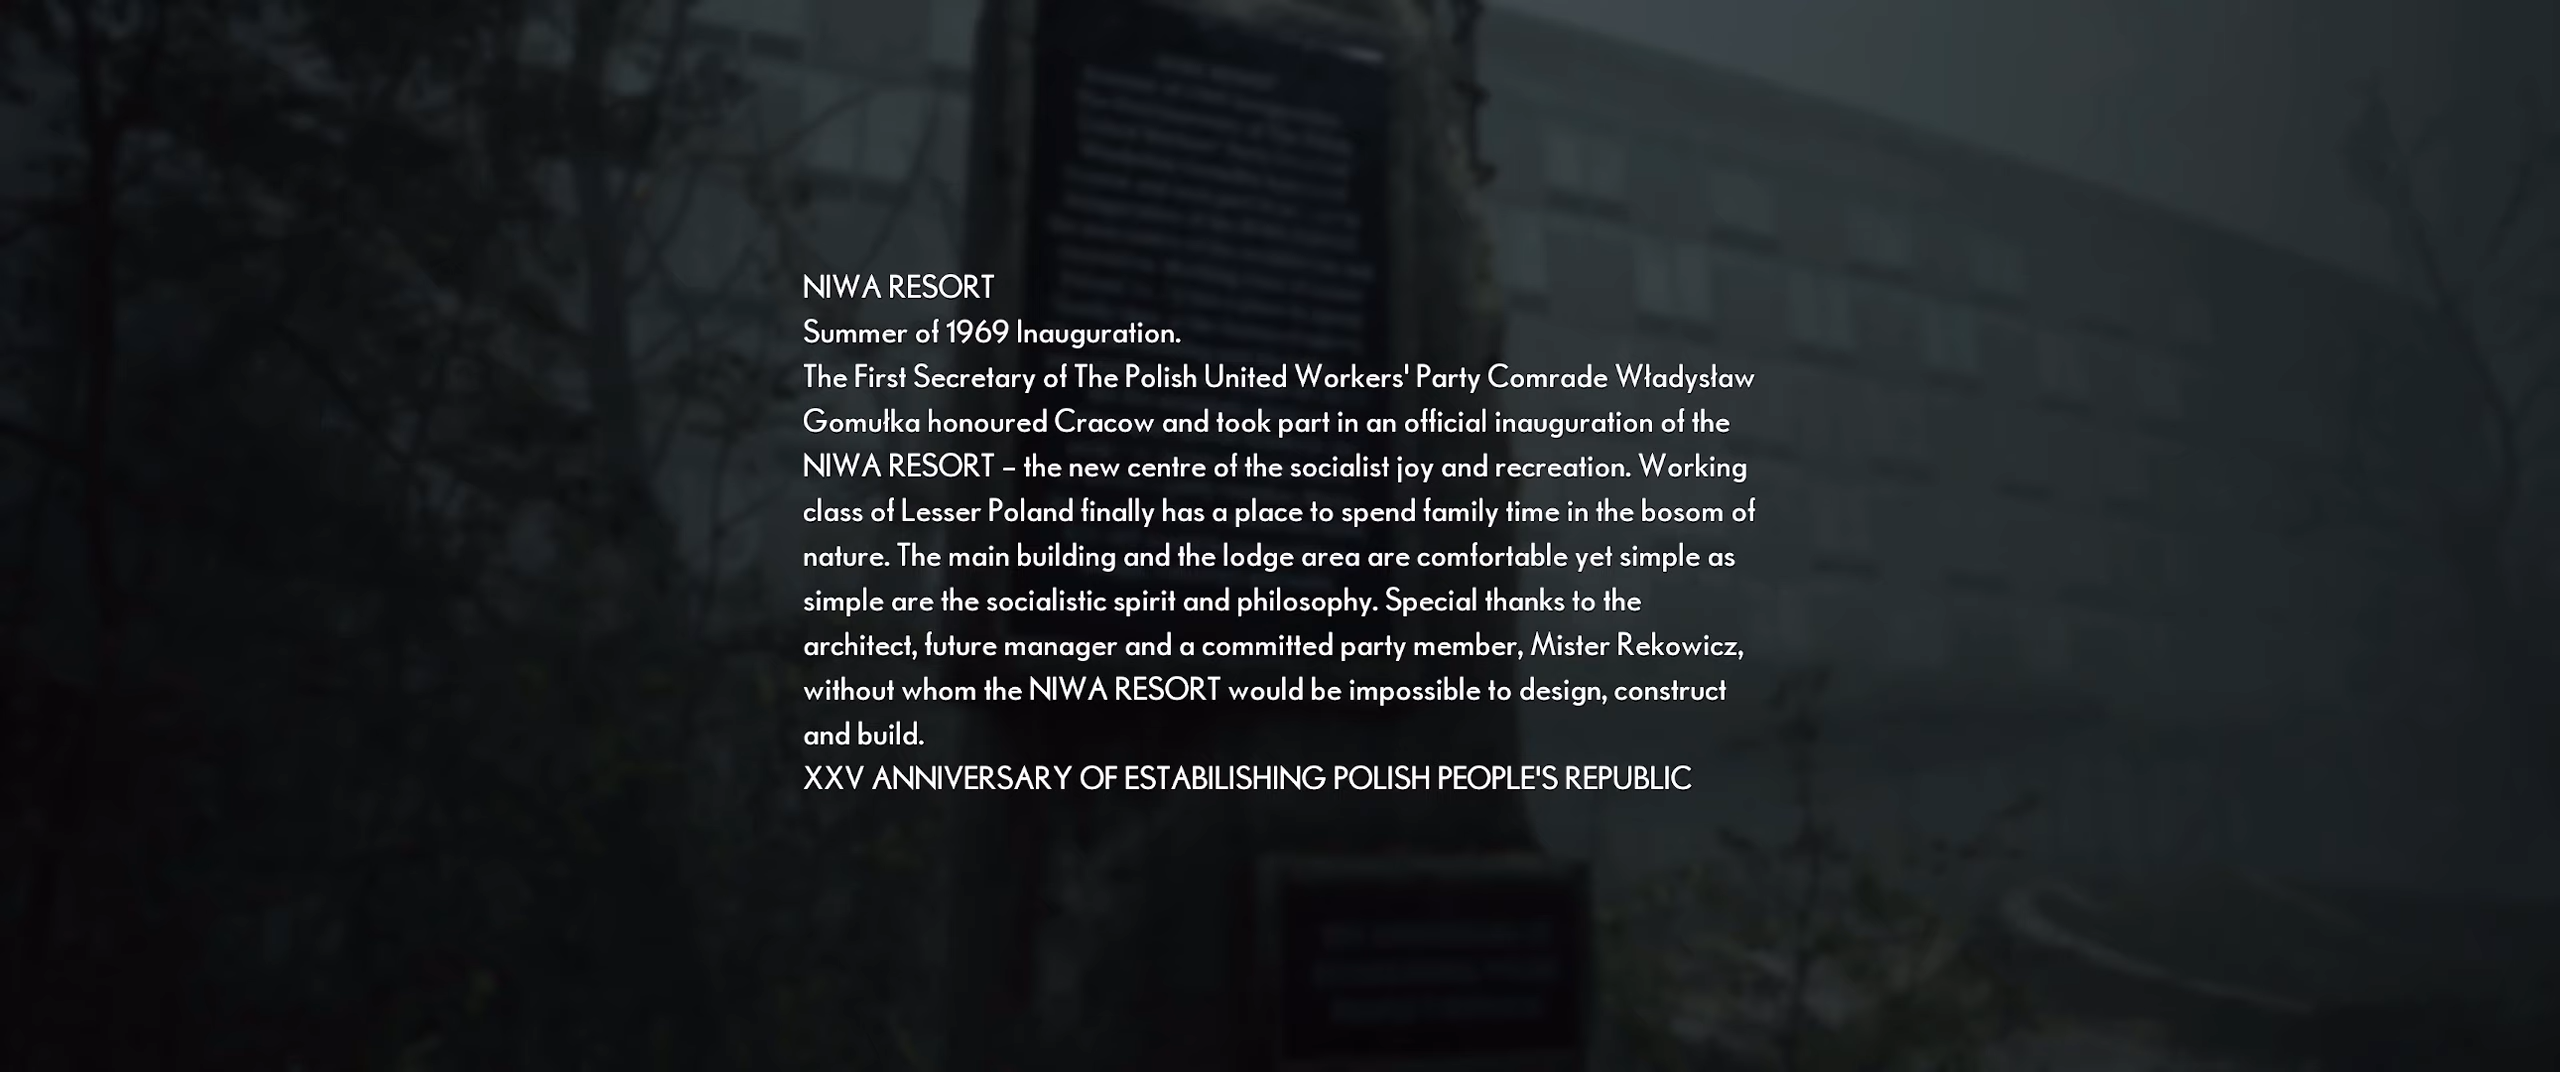 NIWA RESORT
Summer of 1969 Inauguration.
The First Secretary of The Polish United Workers' Party Comrade Władysław
Gomułka honoured Cracow and took part in an official inauguration of the
NIWA RESORT – the new centre of the socialist joy and recreation. Working
class of Lesser Poland finally has a place to spend family time in the bosom of
nature. The main building and the lodge area are comfortable yet simple as
simple are the socialistic spirit and philosophy. Special thanks to the
architect, future manager and a committed party member, Mister Rekowicz,
without whom the NIWA RESORT would be impossible to design, construct
and build.
XXV ANNIVERSARY OF ESTABILISHING POLISH PEOPLE'S REPUBLIC